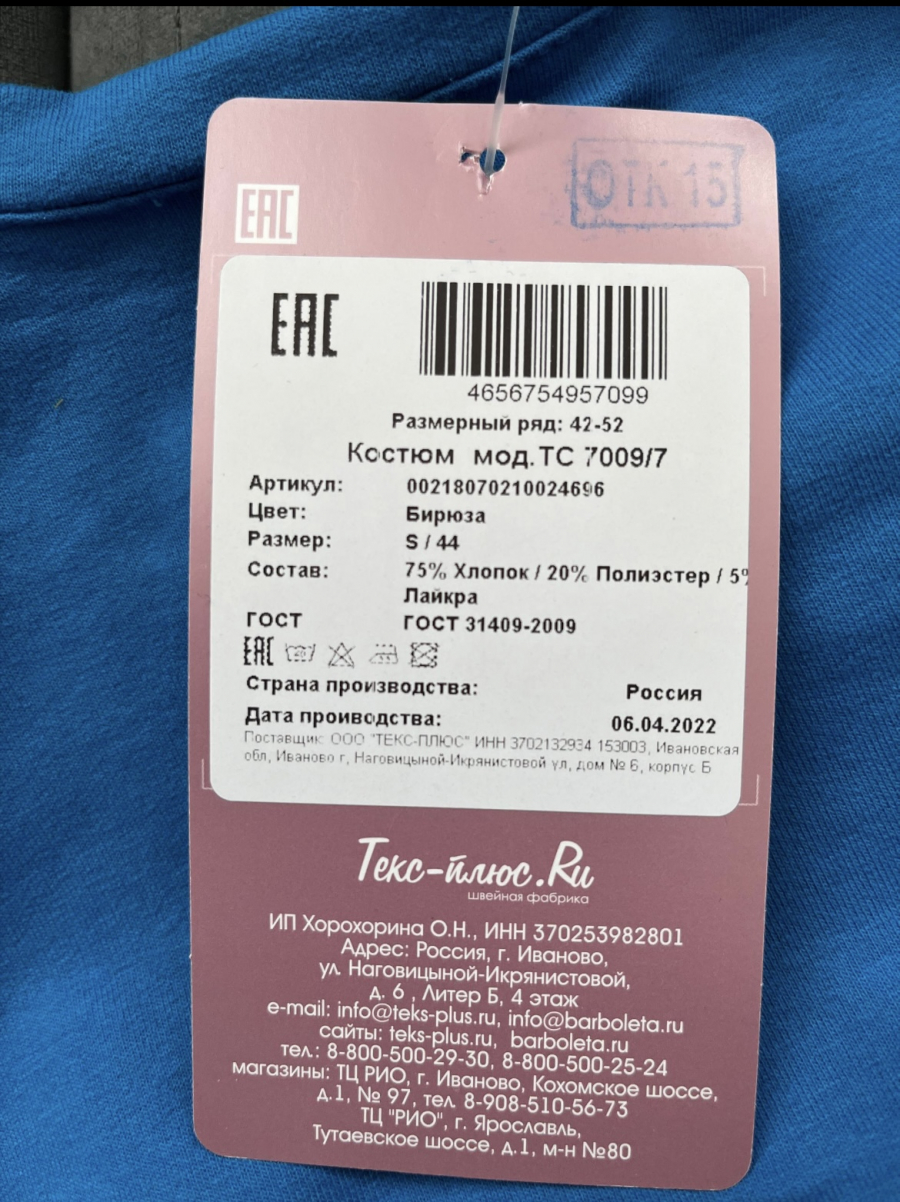 ОТК 15
ЕАС
ЕАС
4656754957099
Размерный ряд: 42-52
Костюм мод.ТС 7009/7
Артикул: 00218070210024696
Цвет: Бирюза
Размер: S / 44
Состав: 75% Хлопок / 20% Полиэстер / 5%
Лайкра
ГОСТ ГОСТ 31409-2009
ЕАС
Страна производства: Россия
Дата проивводства: 06.04.2022
Поставщик: ООО "ТЕКС-ПЛЮС" ИНН 3702132934 153003, Ивановская
обл, Иваново г, Наговицыной-Икрянистовой ул, дом № 6, корпус Б
Текс-плюс.Ru
швейная фабрика
ИП Хорохорина О.Н., ИНН 370253982801
Адрес: Россия, г. Иваново,
ул. Наговицыной-Икрянистовой,
д. 6 , Литер Б, 4 этаж
e-mail: info@teks-plus.ru, info@barboleta.ru
сайты: teks-plus.ru, barboleta.ru
тел.: 8-800-500-29-30, 8-800-500-25-24
магазины: ТЦ РИО, г. Иваново, Кохомское шоссе,
д.1, № 97, тел. 8-908-510-56-73
ТЦ "РИО", г. Ярославль,
Тутаевское шоссе, д.1, м-н №80